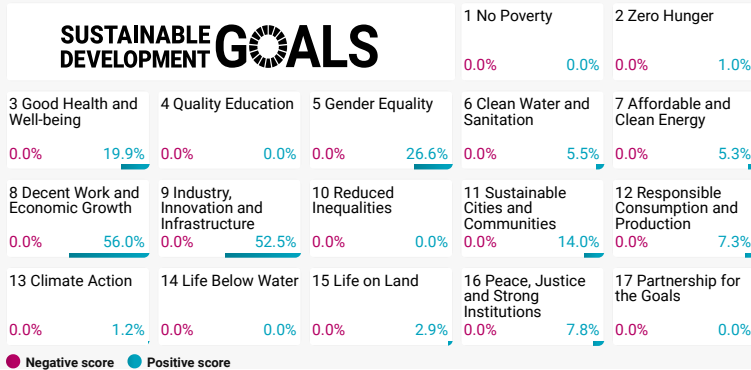 SUSTAINABLE
DEVELOPMENT
GOALS
1 No Poverty
0.0% 0.0%
2 Zero Hunger
0.0% 1.0%
3 Good Health and
Well-being
0.0% 19.9%
4 Quality Education
0.0% 0.0%
5 Gender Equality
0.0% 26.6%
6 Clean Water and
Sanitation
0.0% 5.5%
7 Affordable and
Clean Energy
0.0% 5.3%
8 Decent Work and
Economic Growth
0.0% 56.0%
9 Industry,
Innovation and
Infrastructure
0.0% 52.5%
10 Reduced
Inequalities
0.0% 0.0%
11 Sustainable
Cities and
Communities
0.0% 14.0%
12 Responsible
Consumption and
Production
0.0% 7.3%
13 Climate Action
0.0% 1.2%
14 Life Below Water
0.0% 0.0%
15 Life on Land
0.0% 2.9%
16 Peace, Justice
and Strong
Institutions
0.0% 7.8%
17 Partnership for
the Goals
0.0% 0.0%
Negative score Positive score